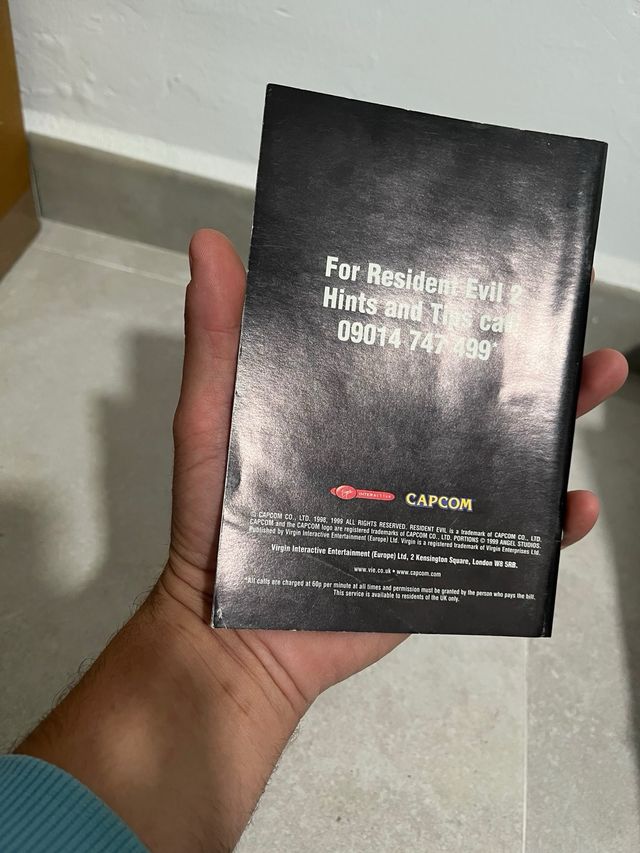 For Resident Evil 2
Hints and Tips call
09014 747 499*
Virgin INTERACTIVE
CAPCOM
© CAPCOM CO., LTD. 1998, 1999 ALL RIGHTS RESERVED. RESIDENT EVIL is a trademark of CAPCOM CO., LTD.
CAPCOM and the CAPCOM logo are registered trademarks of CAPCOM CO., LTD. PORTIONS © 1999 ANGEL STUDIOS.
Published by Virgin Interactive Entertainment (Europe) Ltd. Virgin is a registered trademark of Virgin Enterprises Ltd.
Virgin Interactive Entertainment (Europe) Ltd, 2 Kensington Square, London W8 5RB.
www.vie.co.uk • www.capcom.com
*All calls are charged at 60p per minute at all times and permission must be granted by the person who pays the bill.
This service is available to residents of the UK only.